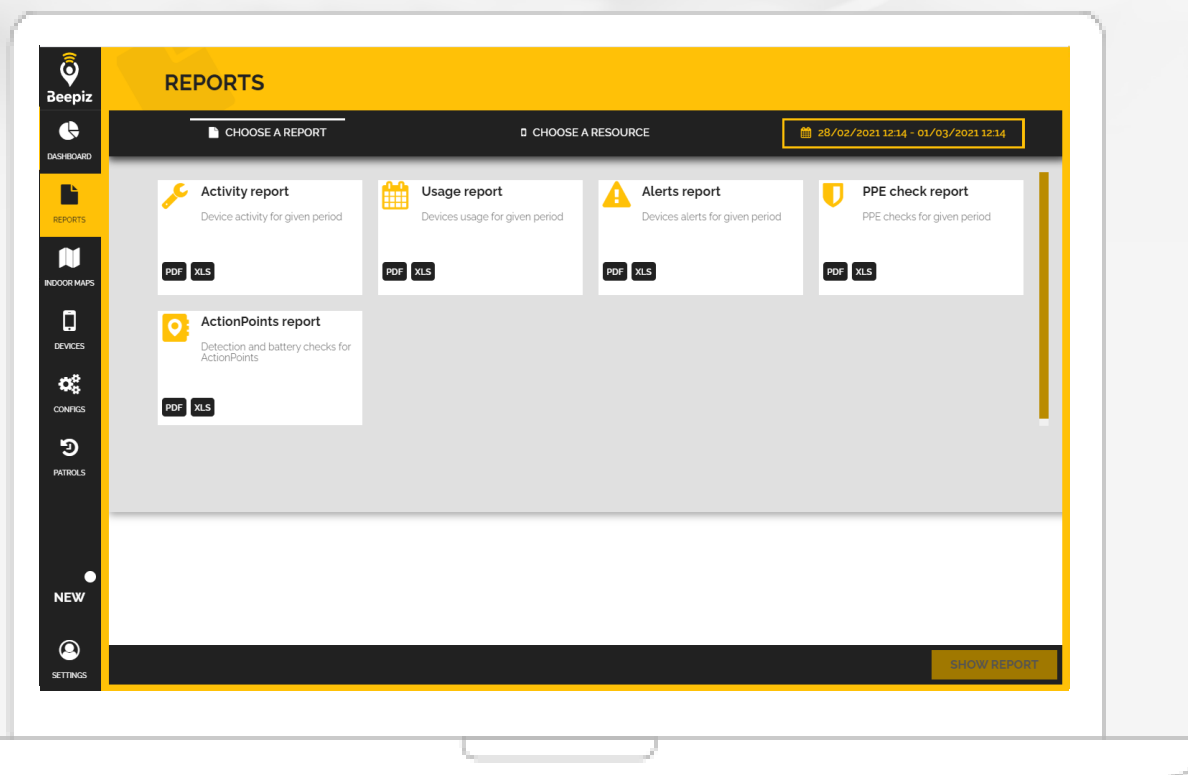 Beepiz
REPORTS
DASHBOARD
REPORTS
INDOOR MAPS
DEVICES
CONFIGS
PATROLS
NEW
SETTINGS
CHOOSE A REPORT
CHOOSE A RESOURCE
28/02/2021 12:14 - 01/03/2021 12:14
Activity report
Device activity for given period
PDF XLS
Usage report
Devices usage for given period
PDF XLS
Alerts report
Devices alerts for given period
PDF XLS
PPE check report
PPE checks for given period
PDF XLS
ActionPoints report
Detection and battery checks for
ActionPoints
PDF XLS
SHOW REPORT